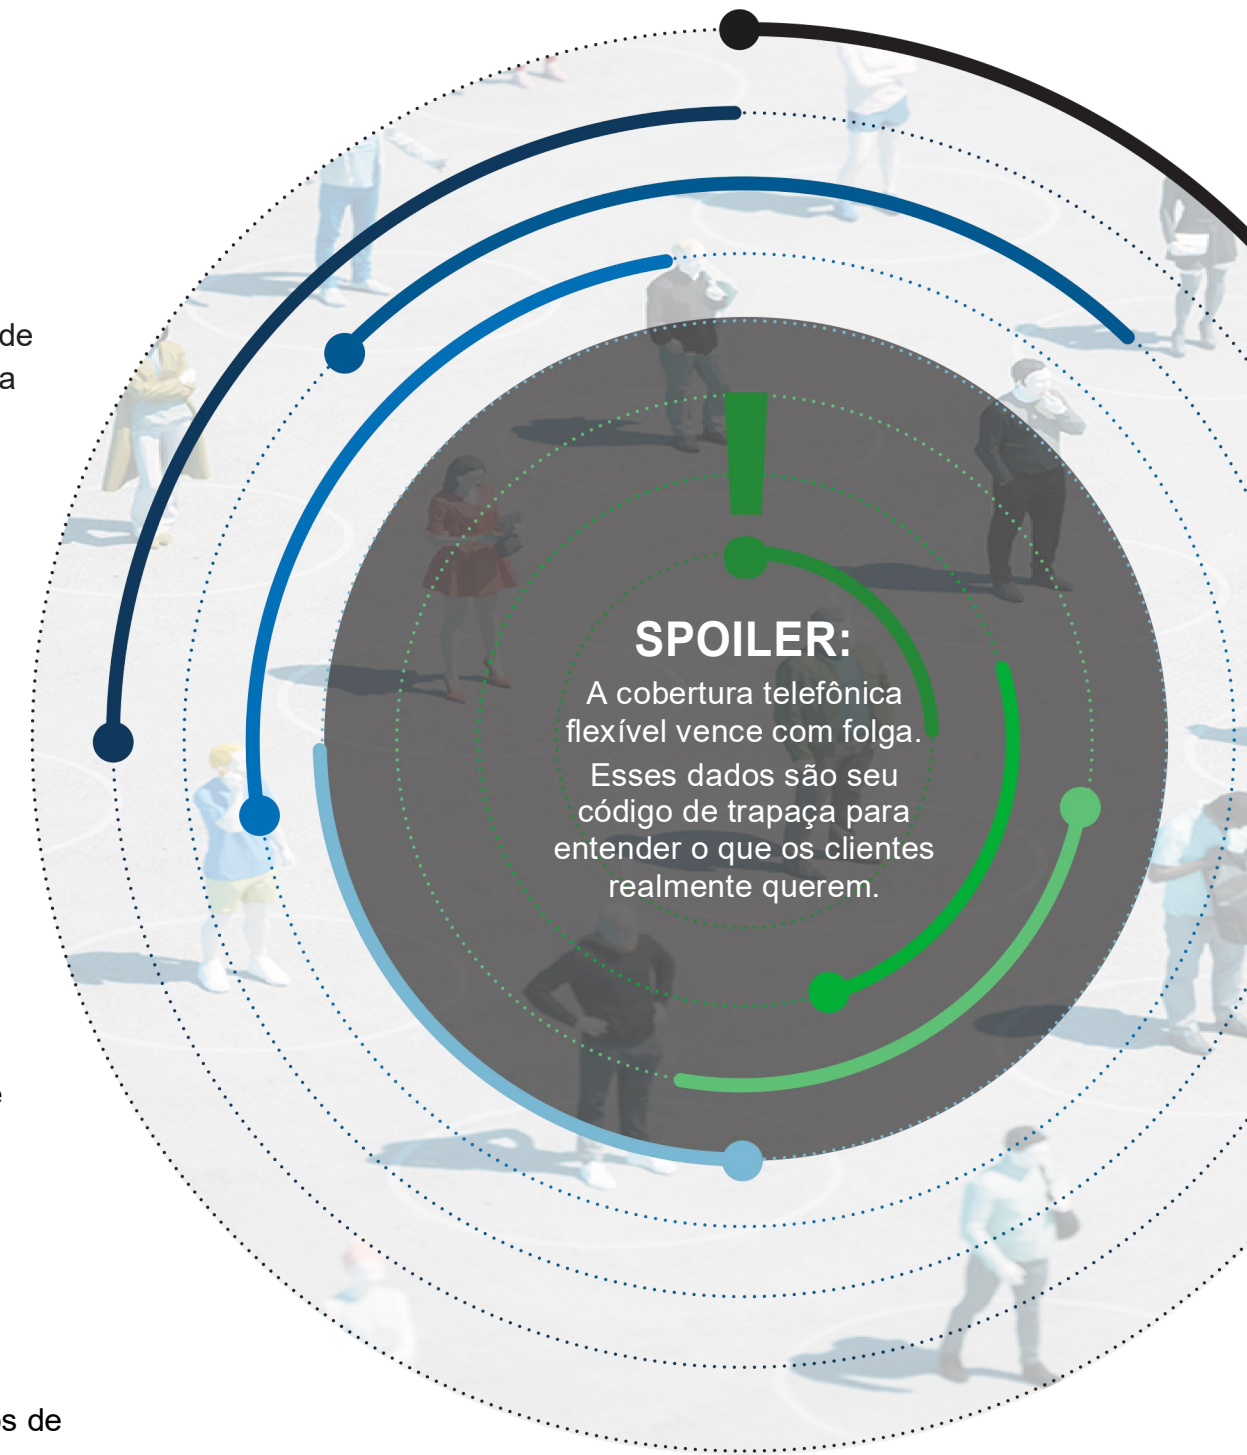 de
a
SPOILER:
A cobertura telefônica
flexível vence com folga.
Esses dados são seu
código de trapaça para
entender o que os clientes
realmente querem.
s de